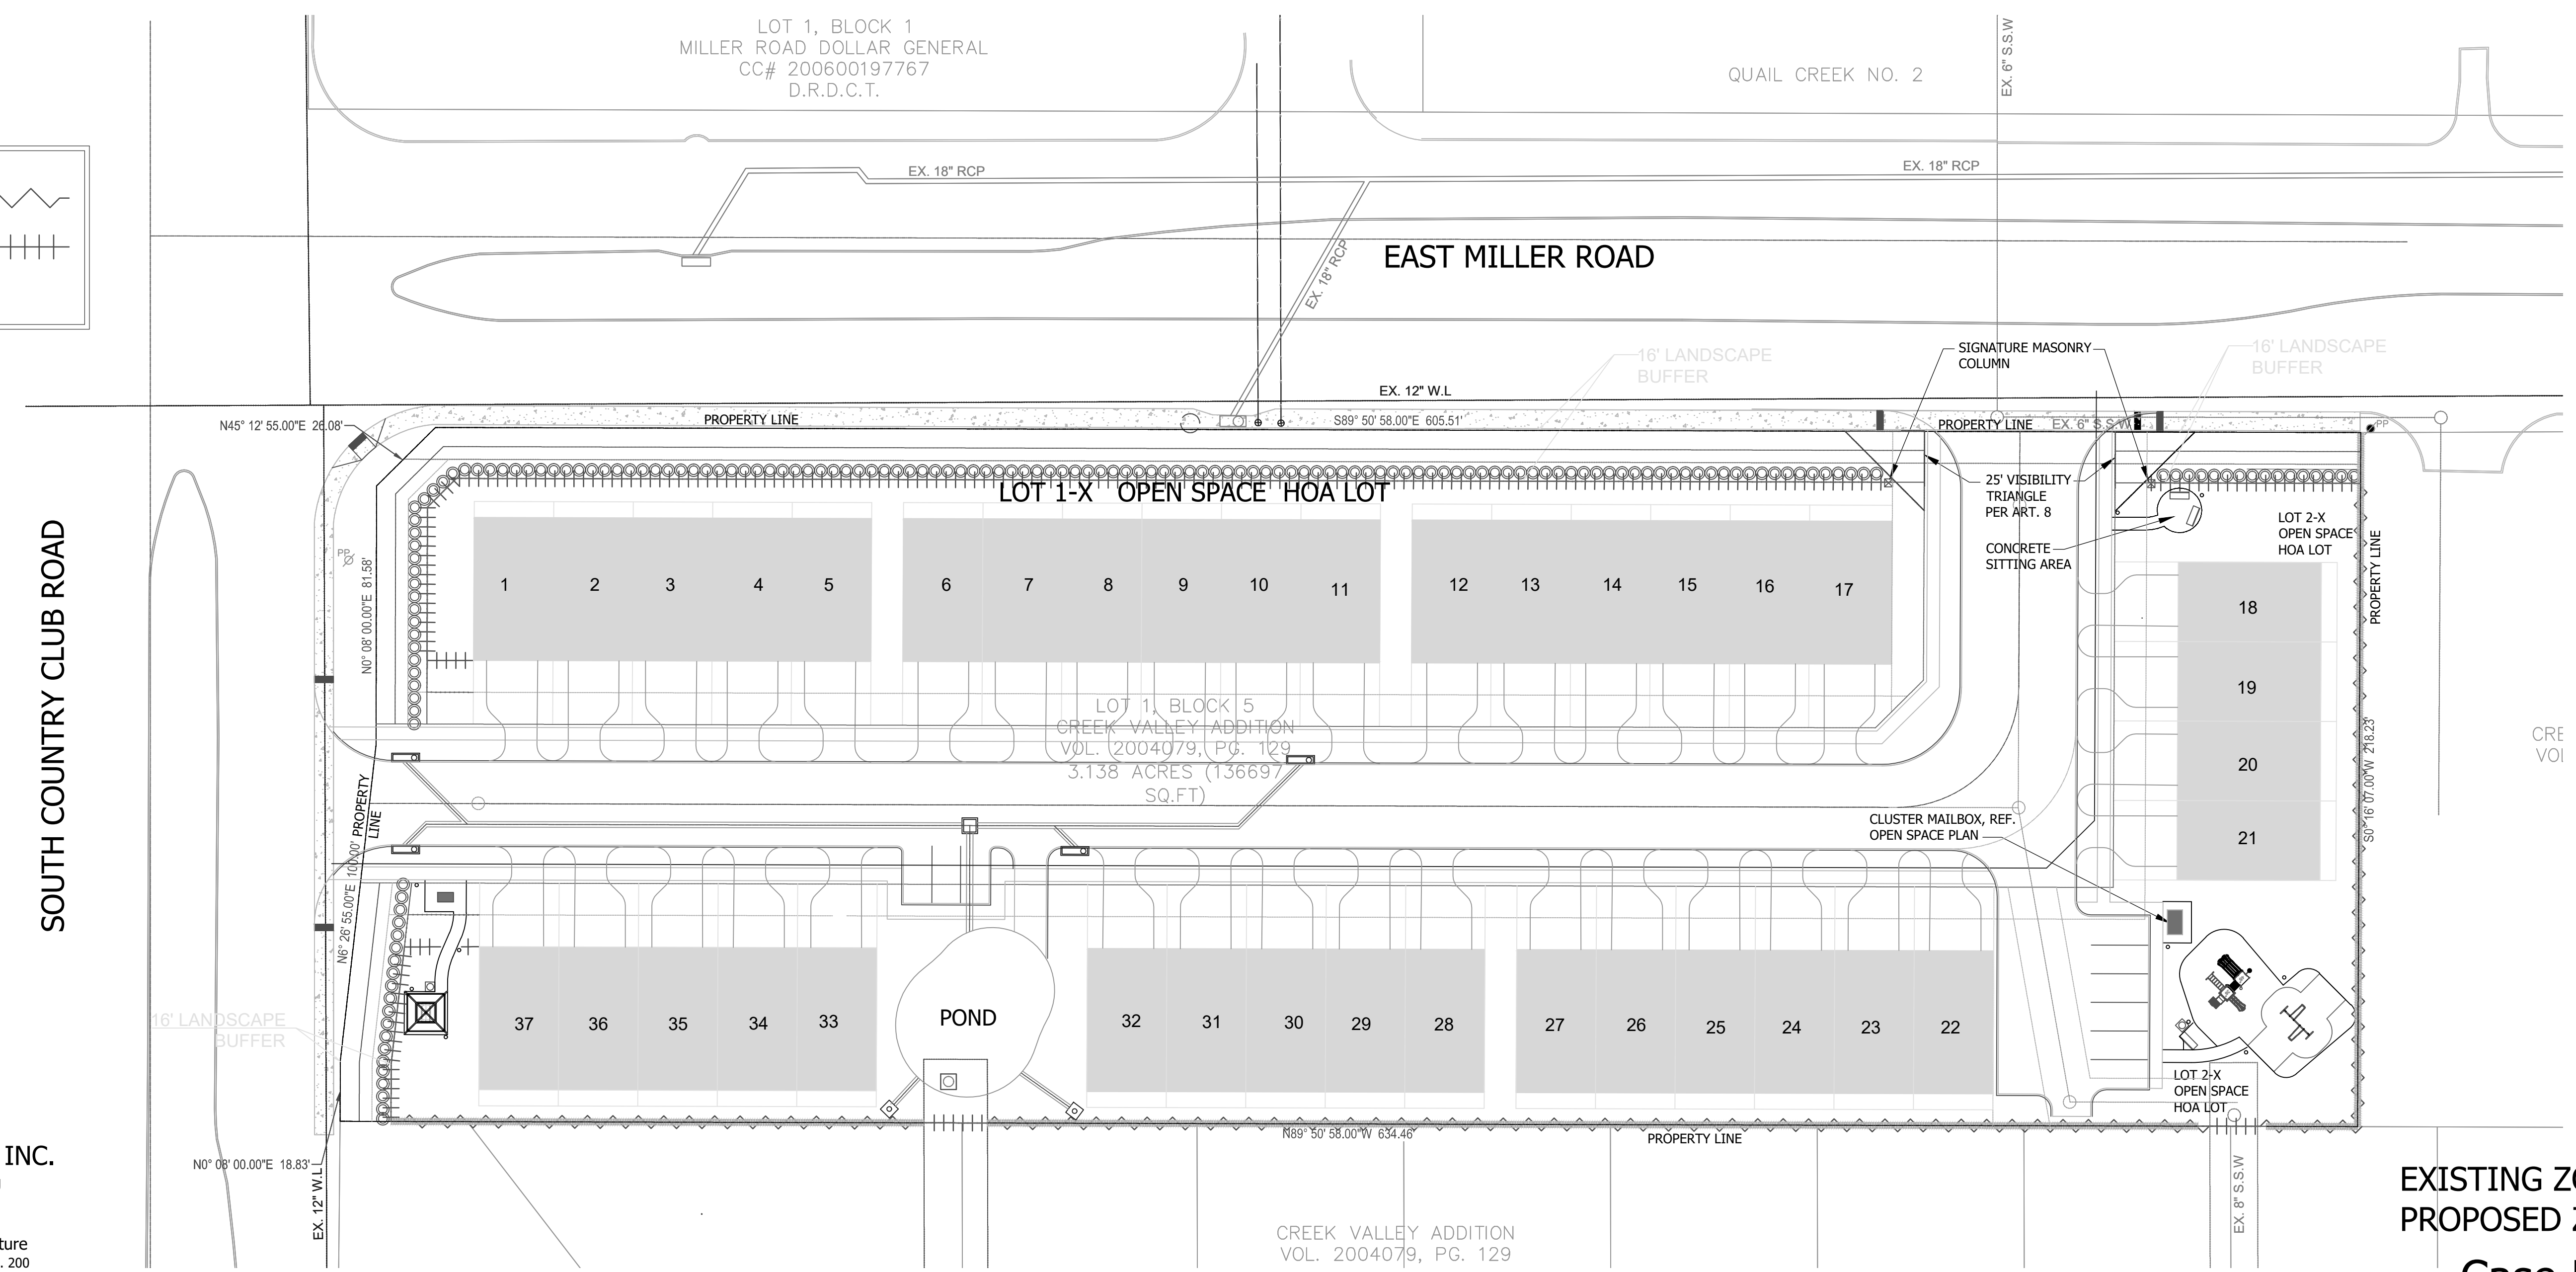 LOT 1, BLOCK 1
MILLER ROAD DOLLAR GENERAL
CC# 200600197767
D.R.D.C.T.
QUAIL CREEK NO. 2
EX. 6" S.S.W
EX. 18" RCP
EX. 18" RCP
EX. 18" RCP
EAST MILLER ROAD
16' LANDSCAPE
BUFFER
SIGNATURE MASONRY
COLUMN
16' LANDSCAPE
BUFFER
EX. 12" W.L
N45° 12' 55.00"E 26.08'
PROPERTY LINE
S89° 50' 58.00"E 605.51'
PROPERTY LINE
EX. 6" S.S.W
PP
LOT 1-X OPEN SPACE HOA LOT
25' VISIBILITY
TRIANGLE
PER ART. 8
CONCRETE
SITTING AREA
LOT 2-X
OPEN SPACE
HOA LOT
PROPERTY LINE
PP
N0° 08' 00.00"E 81.58'
SOUTH COUNTRY CLUB ROAD
1
2
3
4
5
6
7
8
9
10
11
12
13
14
15
16
17
18
19
20
21
S0° 16' 07.00"W 218.23'
LOT 1, BLOCK 5
CREEK VALLEY ADDITION
VOL. 2004079, PG. 129
3.138 ACRES (136697
SQ.FT)
CRE
VOL
PROPERTY
LINE
N6° 26' 55.00"E 100.00'
CLUSTER MAILBOX, REF.
OPEN SPACE PLAN
16' LANDSCAPE
BUFFER
37
36
35
34
33
POND
32
31
30
29
28
27
26
25
24
23
22
LOT 2-X
OPEN SPACE
HOA LOT
N89° 50' 58.00"W 634.46'
PROPERTY LINE
N0° 08' 00.00"E 18.83'
EX. 12" W.L
EX. 8" S.S.W
INC.
ture
. 200
CREEK VALLEY ADDITION
VOL. 2004079, PG. 129
EXISTING ZO
PROPOSED Z